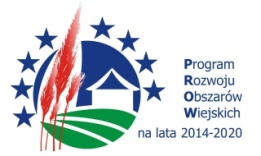 Program
Rozwoju
Obszarów
Wiejskich
na lata 2014-2020